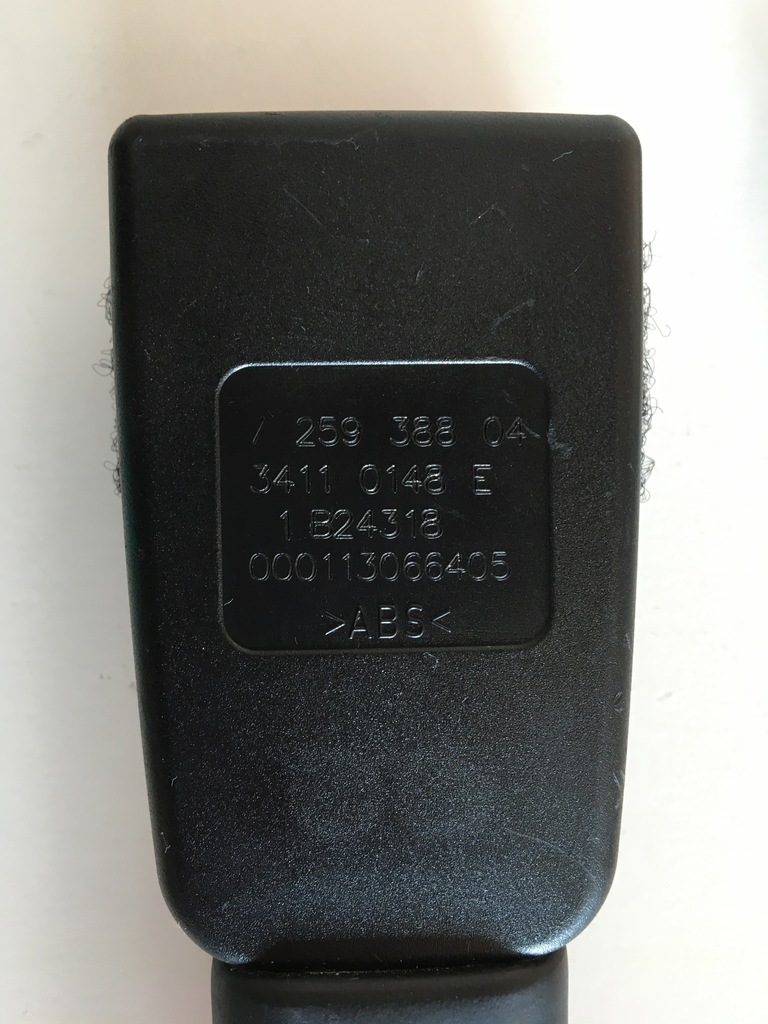 / 259 388 04
3411 0148 E
1 B24318
000113066405
>ABS<